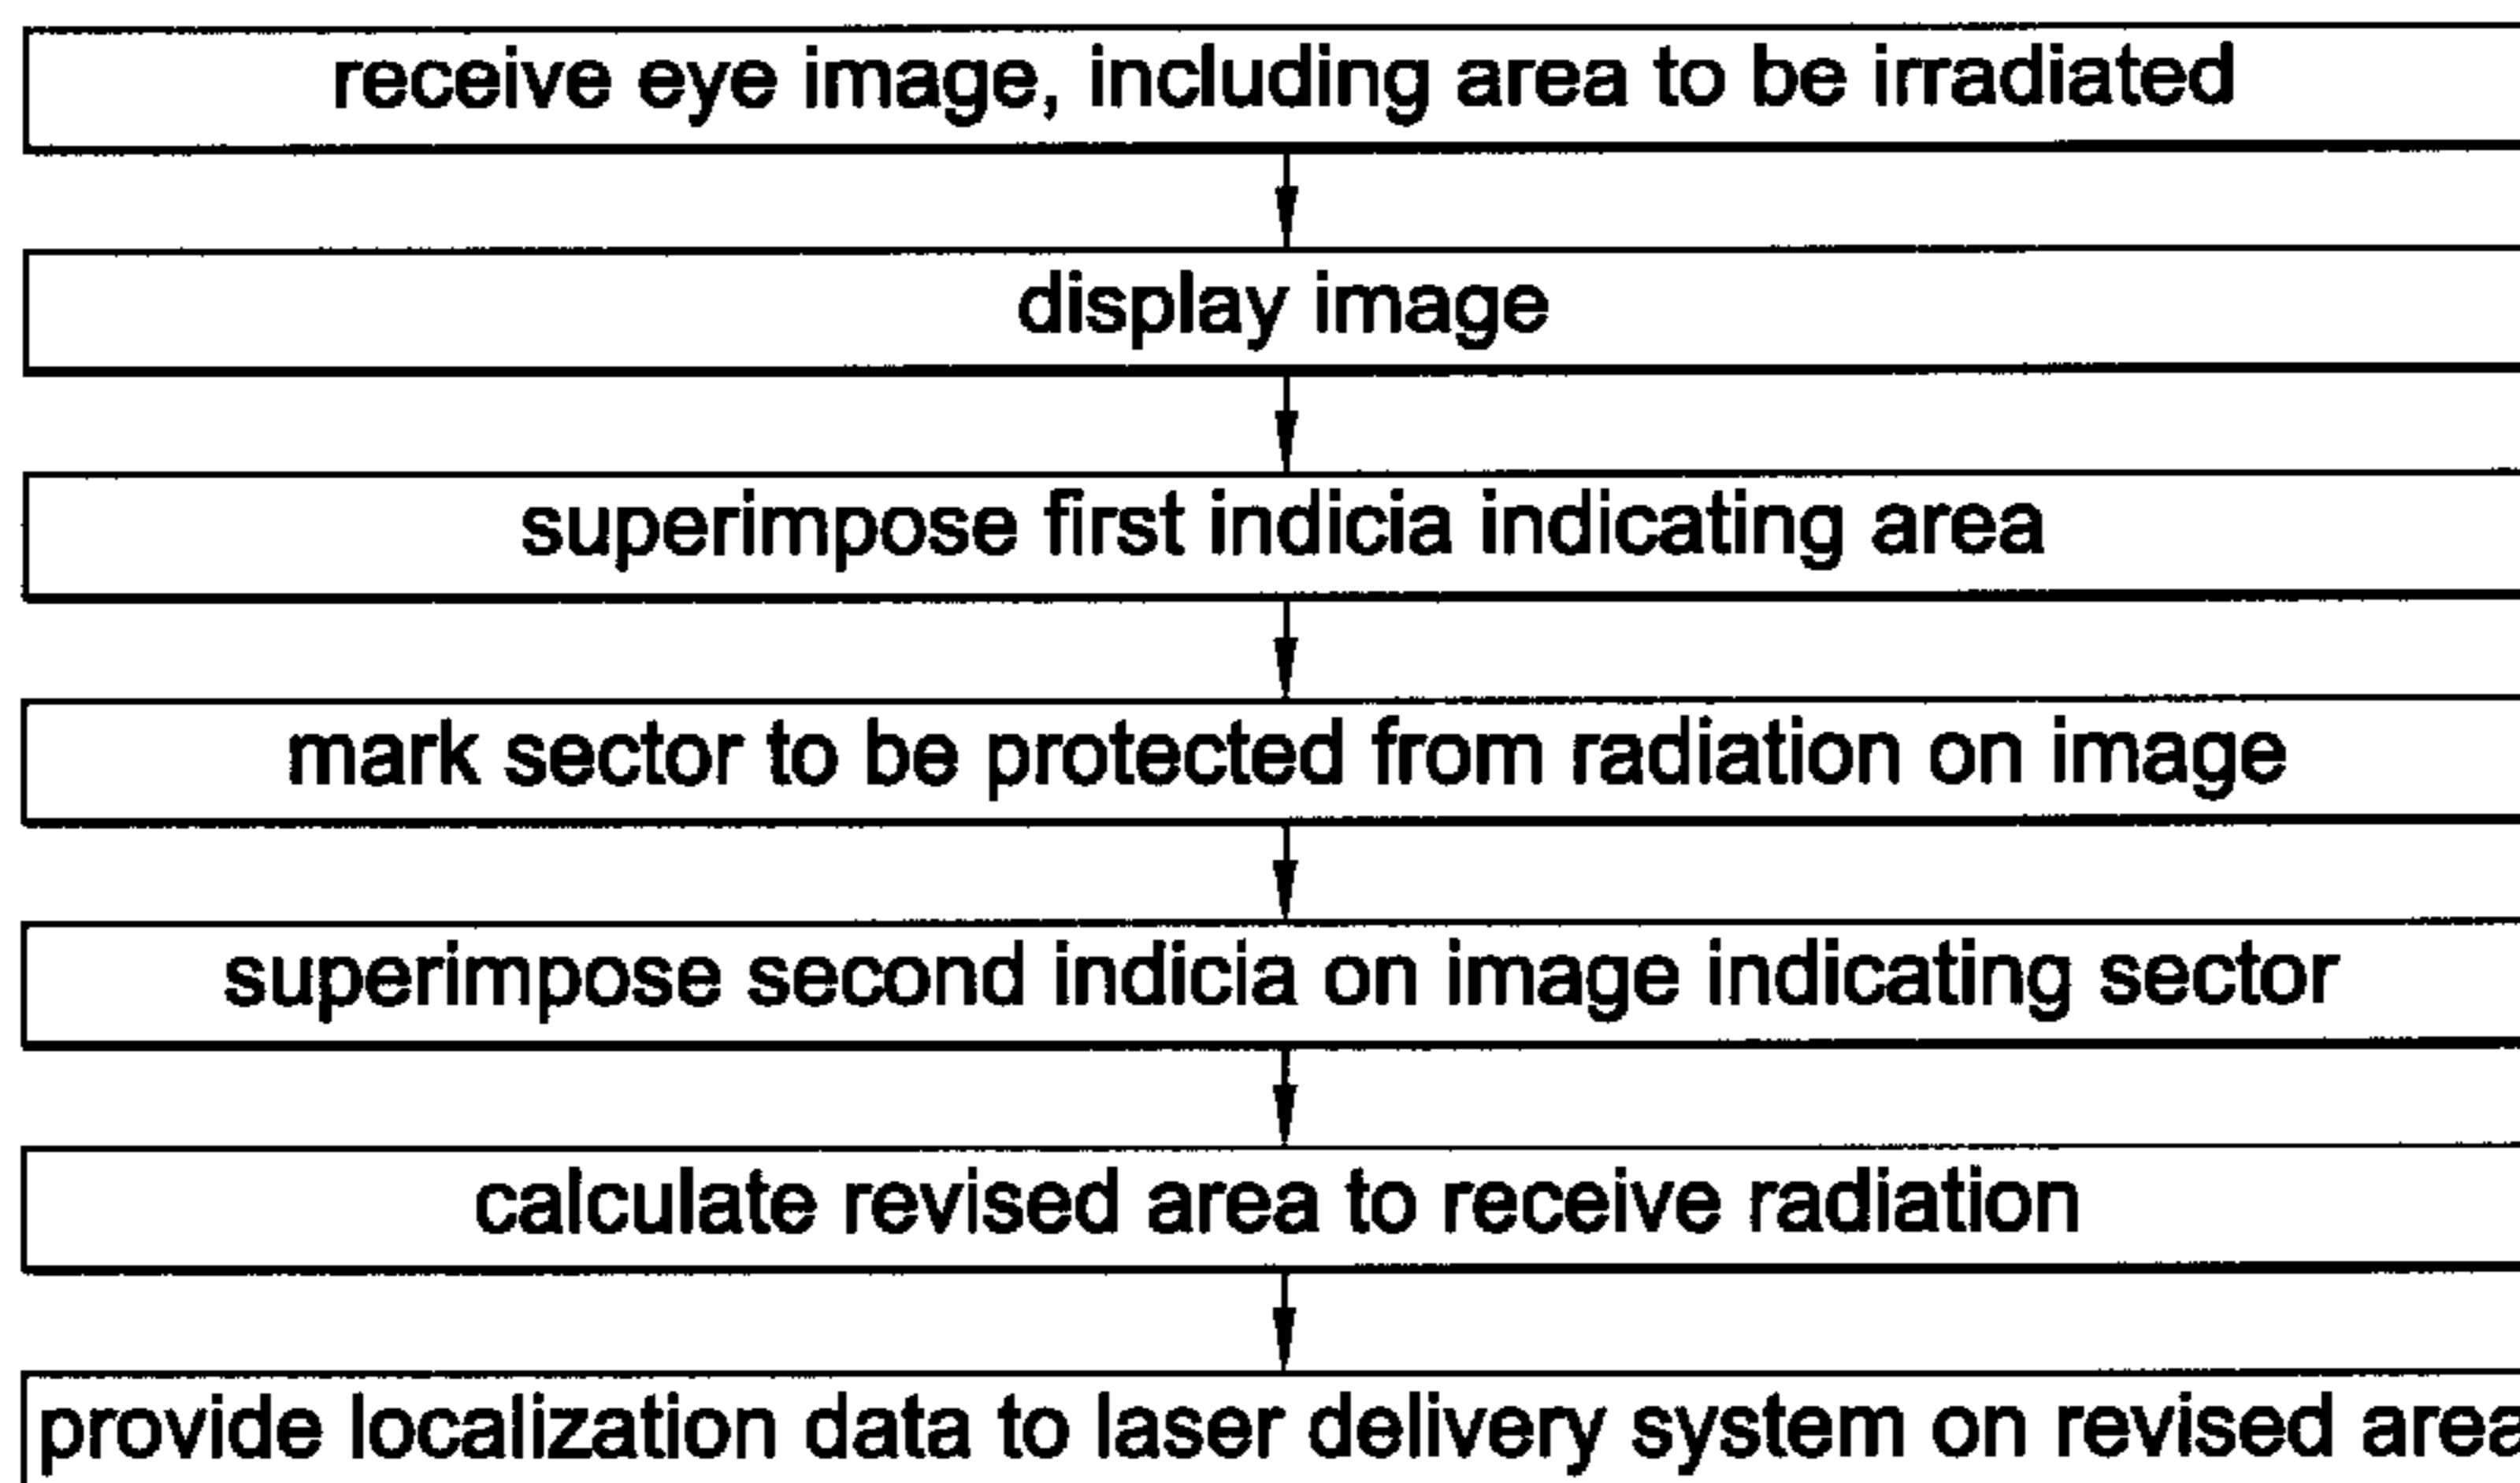 receive eye image, including area to be irradiated
display image
superimpose first indicia indicating area
mark sector to be protected from radiation on image
superimpose second indicia on image indicating sector
calculate revised area to receive radiation
provide localization data to laser delivery system on revised area